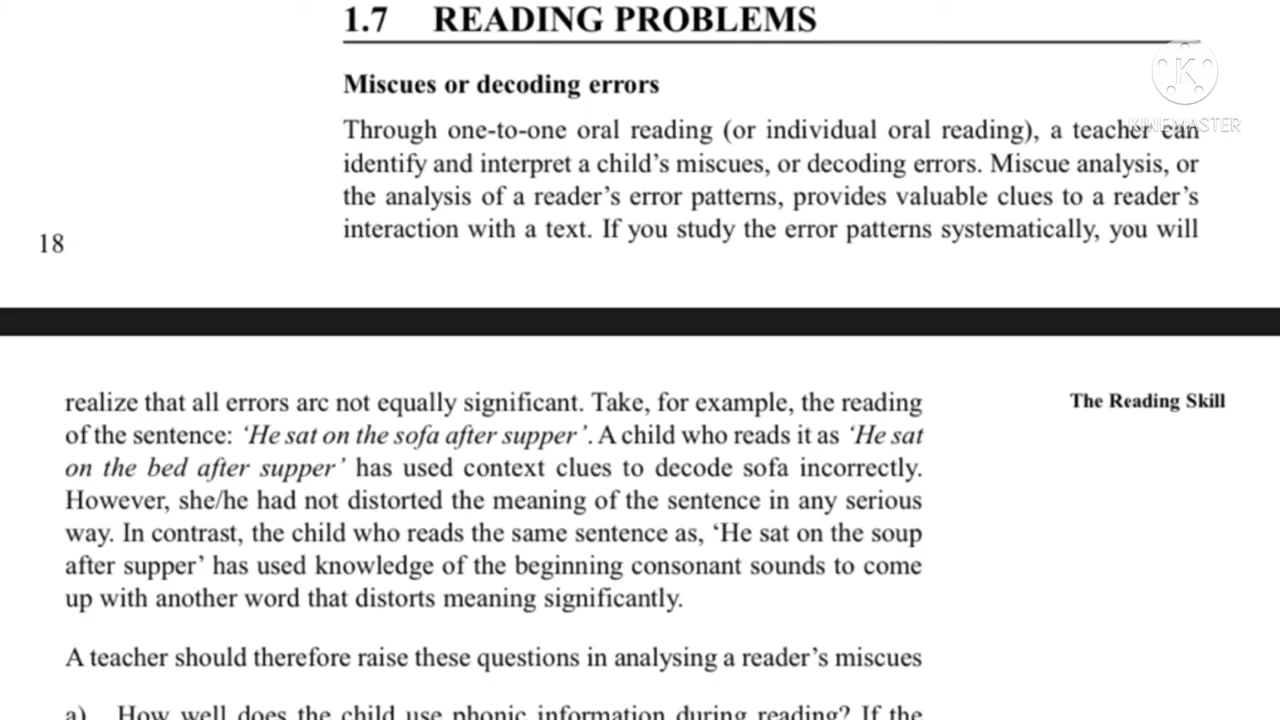 1.7 READING PROBLEMS
Miscues or decoding errors
Through one-to-one oral reading (or individual oral reading), a teacher can
identify and interpret a child's miscues, or decoding errors. Miscue analysis, or
the analysis of a reader's error patterns, provides valuable clues to a reader's
interaction with a text. If you study the error patterns systematically, you will
18
KINEMASTER
realize that all errors arc not equally significant. Take, for example, the reading
of the sentence: 'He sat on the sofa after supper'. A child who reads it as 'He sat
on the bed after supper' has used context clues to decode sofa incorrectly.
However, she/he had not distorted the meaning of the sentence in any serious
way. In contrast, the child who reads the same sentence as, 'He sat on the soup
after supper' has used knowledge of the beginning consonant sounds to come
up with another word that distorts meaning significantly.
The Reading Skill
A teacher should therefore raise these questions in analysing a reader's miscues
a) How well does the child use phonic information during reading? If the